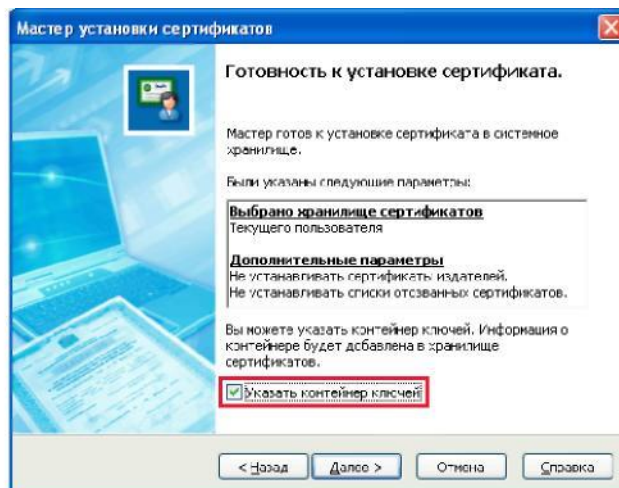 Мастер установки сертификатов
Готовность к установке сертификата.
Мастер готов к установке сертификата в системное
хранилище.
Были указаны следующие параметры:
Выбрано хранилище сертификатов
Текущего пользователя
Дополнительные параметры
Не устанавливать сертификаты издателей.
Не устанавливать списки отозванных сертификатов.
Вы можете указать контейнер ключей. Информация о
контейнере будет добавлена в хранилище
сертификатов.
Указать контейнер ключей
< Назад
Далее >
Отмена
Справка